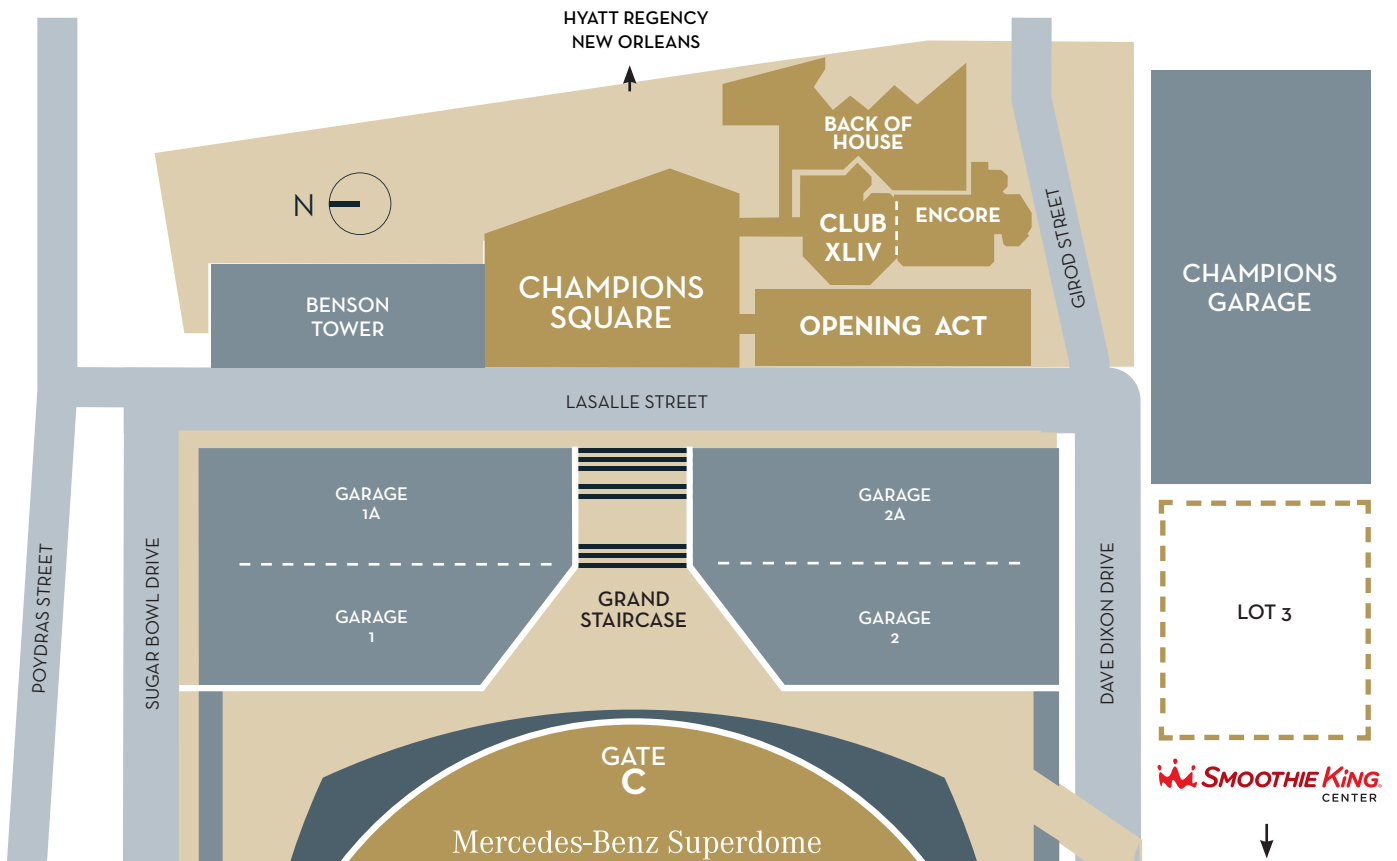 HYATT REGENCY
NEW ORLEANS
BACK OF
HOUSE
N
CLUB
XLIV
ENCORE
GIROD STREET
CHAMPIONS
GARAGE
BENSON
TOWER
CHAMPIONS
SQUARE
OPENING ACT
LASALLE STREET
GARAGE
1A
GARAGE
2A
POYDRAS STREET
SUGAR BOWL DRIVE
GRAND
STAIRCASE
GARAGE
1
GARAGE
2
DAVE DIXON DRIVE
LOT 3
GATE
C
SMOOTHIE KING
CENTER
Mercedes-Benz Superdome